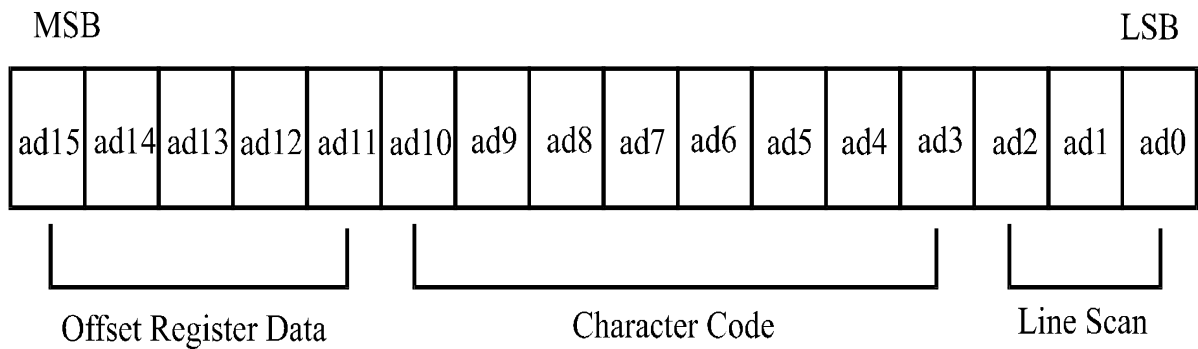 MSB LSB
ad15 ad14 ad13 ad12 ad11 ad10 ad9 ad8 ad7 ad6 ad5 ad4 ad3 ad2 ad1 ad0
Offset Register Data Character Code Line Scan